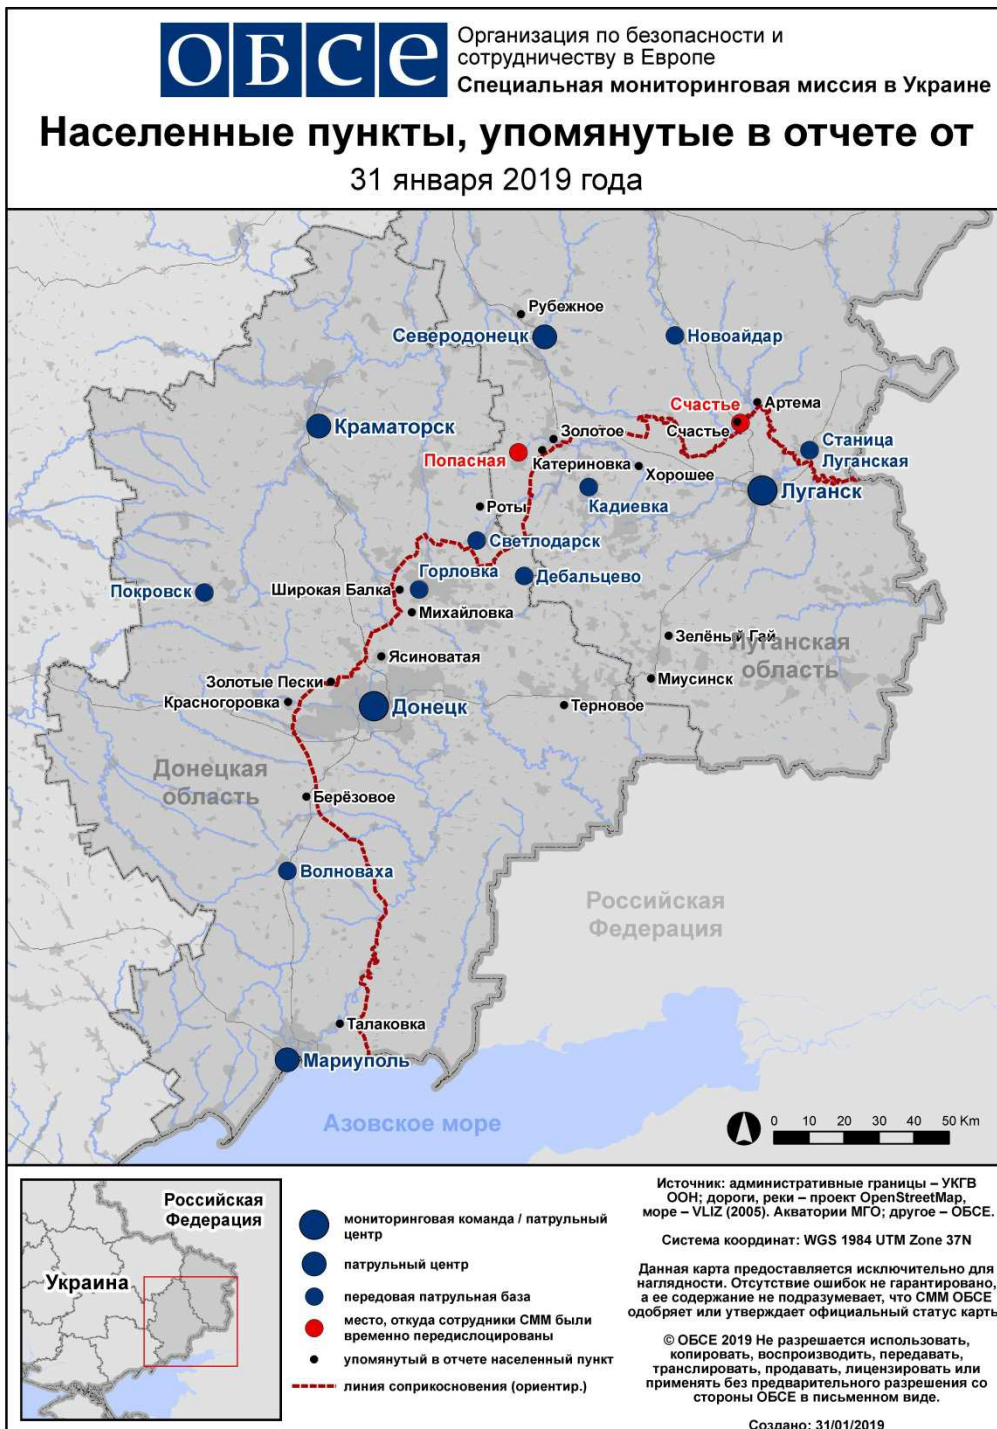 ОБСЕ
Организация по безопасности и
сотрудничеству в Европе
Специальная мониторинговая миссия в Украине
Населенные пункты, упомянутые в отчете от
31 января 2019 года
Рубежное
Северодонецк
Новоайдар
Счастье
Артема
Краматорск
Золотое
Счастье
Станица
Луганская
Попасная
Катериновка
Хорошее
Луганск
Роты
Кадиевка
Светлодарск
Горловка
Дебальцево
Покровск
Широкая Балка
Михайловка
Зелёный Гай
Луганская
область
Ясиноватая
Золотые Пески
Миусинск
Красногоровка
Донецк
Терновое
Донецкая
область
Берёзовое
Волноваха
Российская
Федерация
Талаковка
Мариуполь
Азовское море
0 10 20 30 40 50 Km
Российская
Федерация
Украина
мониторинговая команда / патрульный
центр
патрульный центр
передовая патрульная база
место, откуда сотрудники СММ были
временно передислоцированы
упомянутый в отчете населенный пункт
линия соприкосновения (ориентир.)
Источник: административные границы – УКГВ
ООН; дороги, реки – проект OpenStreetMap,
море – VLIZ (2005). Акватории МГО; другое – ОБСЕ.
Система координат: WGS 1984 UTM Zone 37N
Данная карта предоставляется исключительно для
наглядности. Отсутствие ошибок не гарантировано,
а ее содержание не подразумевает, что СММ ОБСЕ
одобряет или утверждает официальный статус карты
© ОБСЕ 2019 Не разрешается использовать,
копировать, воспроизводить, передавать,
транслировать, продавать, лицензировать или
применять без предварительного разрешения со
стороны ОБСЕ в письменном виде.
Создано: 31/01/2019